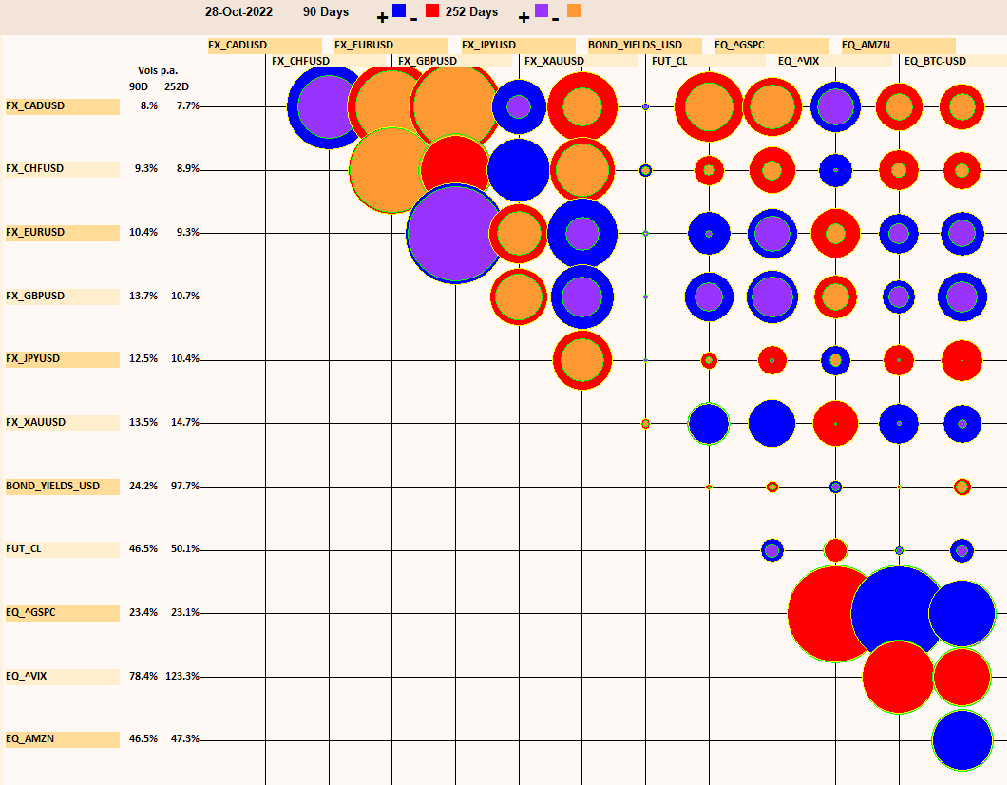 28-Oct-2022 90 Days + - 252 Days + -
FX_CADUSD FX_EURUSD FX_JPYUSD BOND_YIELDS_USD EQ_^GSPC EQ_AMZN
FX_CHFUSD FX_GBPUSD FX_XAUUSD FUT_CL EQ_^VIX EQ_BTC-USD
Vols p.a.
90D 252D
FX_CADUSD 8.% 7.7%
FX_CHFUSD 9.3% 8.9%
FX_EURUSD 10.4% 9.3%
FX_GBPUSD 13.7% 10.7%
FX_JPYUSD 12.5% 10.4%
FX_XAUUSD 13.5% 14.7%
BOND_YIELDS_USD 24.2% 97.7%
FUT_CL 46.5% 50.1%
EQ_^GSPC 23.4% 23.1%
EQ_^VIX 78.4% 123.3%
EQ_AMZN 46.5% 47.3%